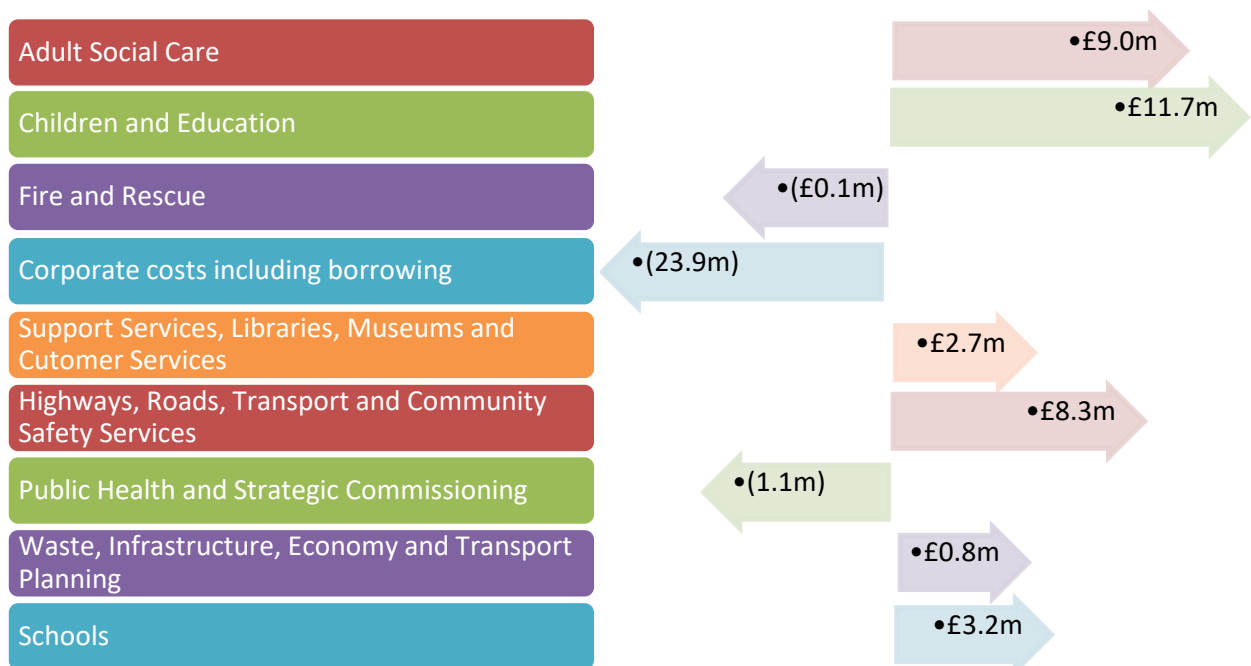 Adult Social Care
•£9.0m
Children and Education
•£11.7m
Fire and Rescue
•(£0.1m)
Corporate costs including borrowing
•(23.9m)
Support Services, Libraries, Museums and
Cutomer Services
•£2.7m
Highways, Roads, Transport and Community
Safety Services
•£8.3m
Public Health and Strategic Commissioning
•(1.1m)
Waste, Infrastructure, Economy and Transport
Planning
•£0.8m
Schools
•£3.2m